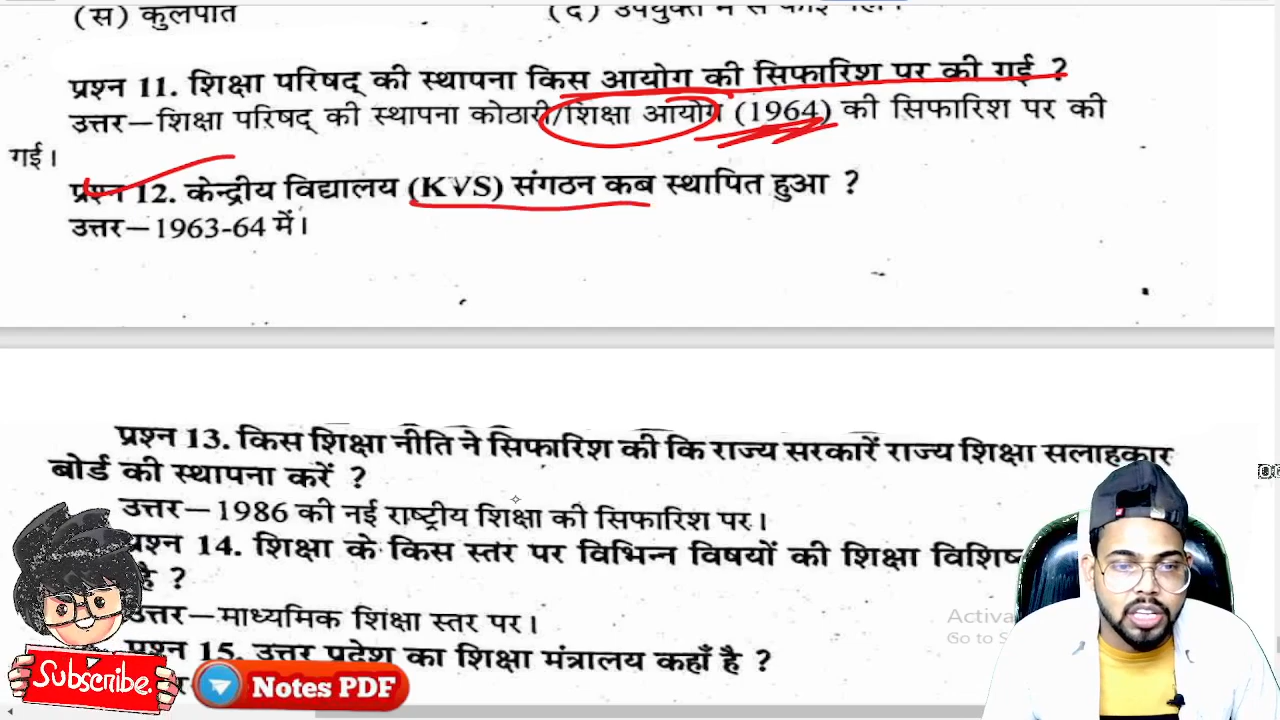 (स) कुलपति
(द) उपर्युक्त में से कोई नहीं।
प्रश्न 11. शिक्षा परिषद् की स्थापना किस आयोग की सिफारिश पर की गई ?
उत्तर–शिक्षा परिषद् की स्थापना कोठारी/शिक्षा आयोग (1964) की सिफारिश पर की
गई।
प्रश्न 12. केन्द्रीय विद्यालय (KVS) संगठन कब स्थापित हुआ ?
उत्तर–1963-64 में।
प्रश्न 13. किस शिक्षा नीति ने सिफारिश की कि राज्य सरकारें राज्य शिक्षा सलाहकार
बोर्ड की स्थापना करें ?
उत्तर–1986 की नई राष्ट्रीय शिक्षा की सिफारिश पर।
प्रश्न 14. शिक्षा के किस स्तर पर विभिन्न विषयों की शिक्षा
है ?
उत्तर–माध्यमिक शिक्षा स्तर पर।
प्रश्न 15. उत्तर प्रदेश का शिक्षा मंत्रालय कहाँ है ?
Subscribe.
Notes PDF